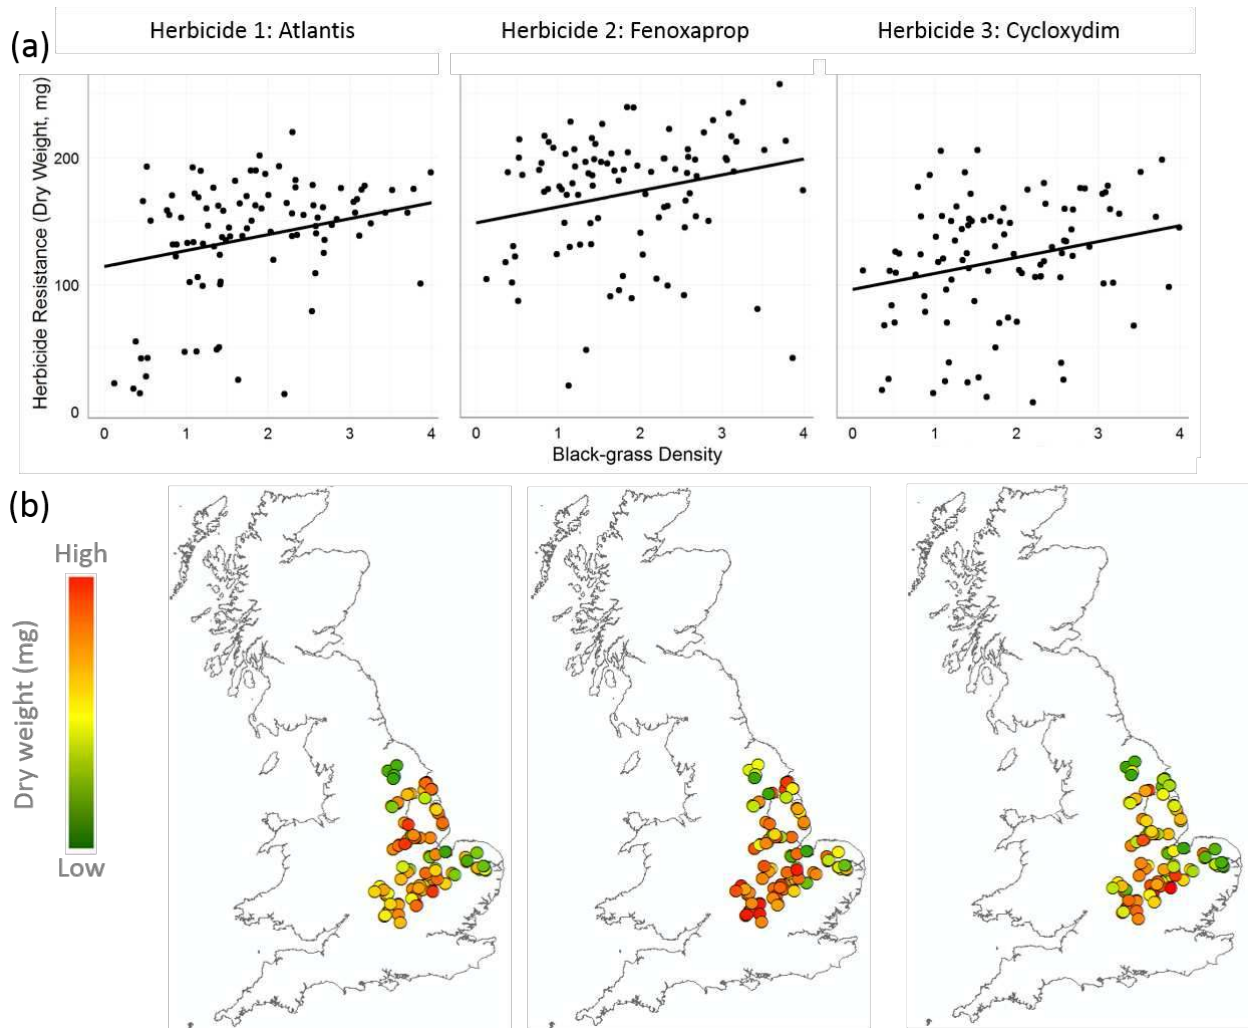 (a)
Herbicide 1: Atlantis
Herbicide 2: Fenoxaprop
Herbicide 3: Cycloxydim
Herbicide Resistance (Dry Weight, mg)
200
100
0
0 1 2 3 4
0 1 2 3 4
0 1 2 3 4
Black-grass Density
(b)
High
Dry weight (mg)
Low